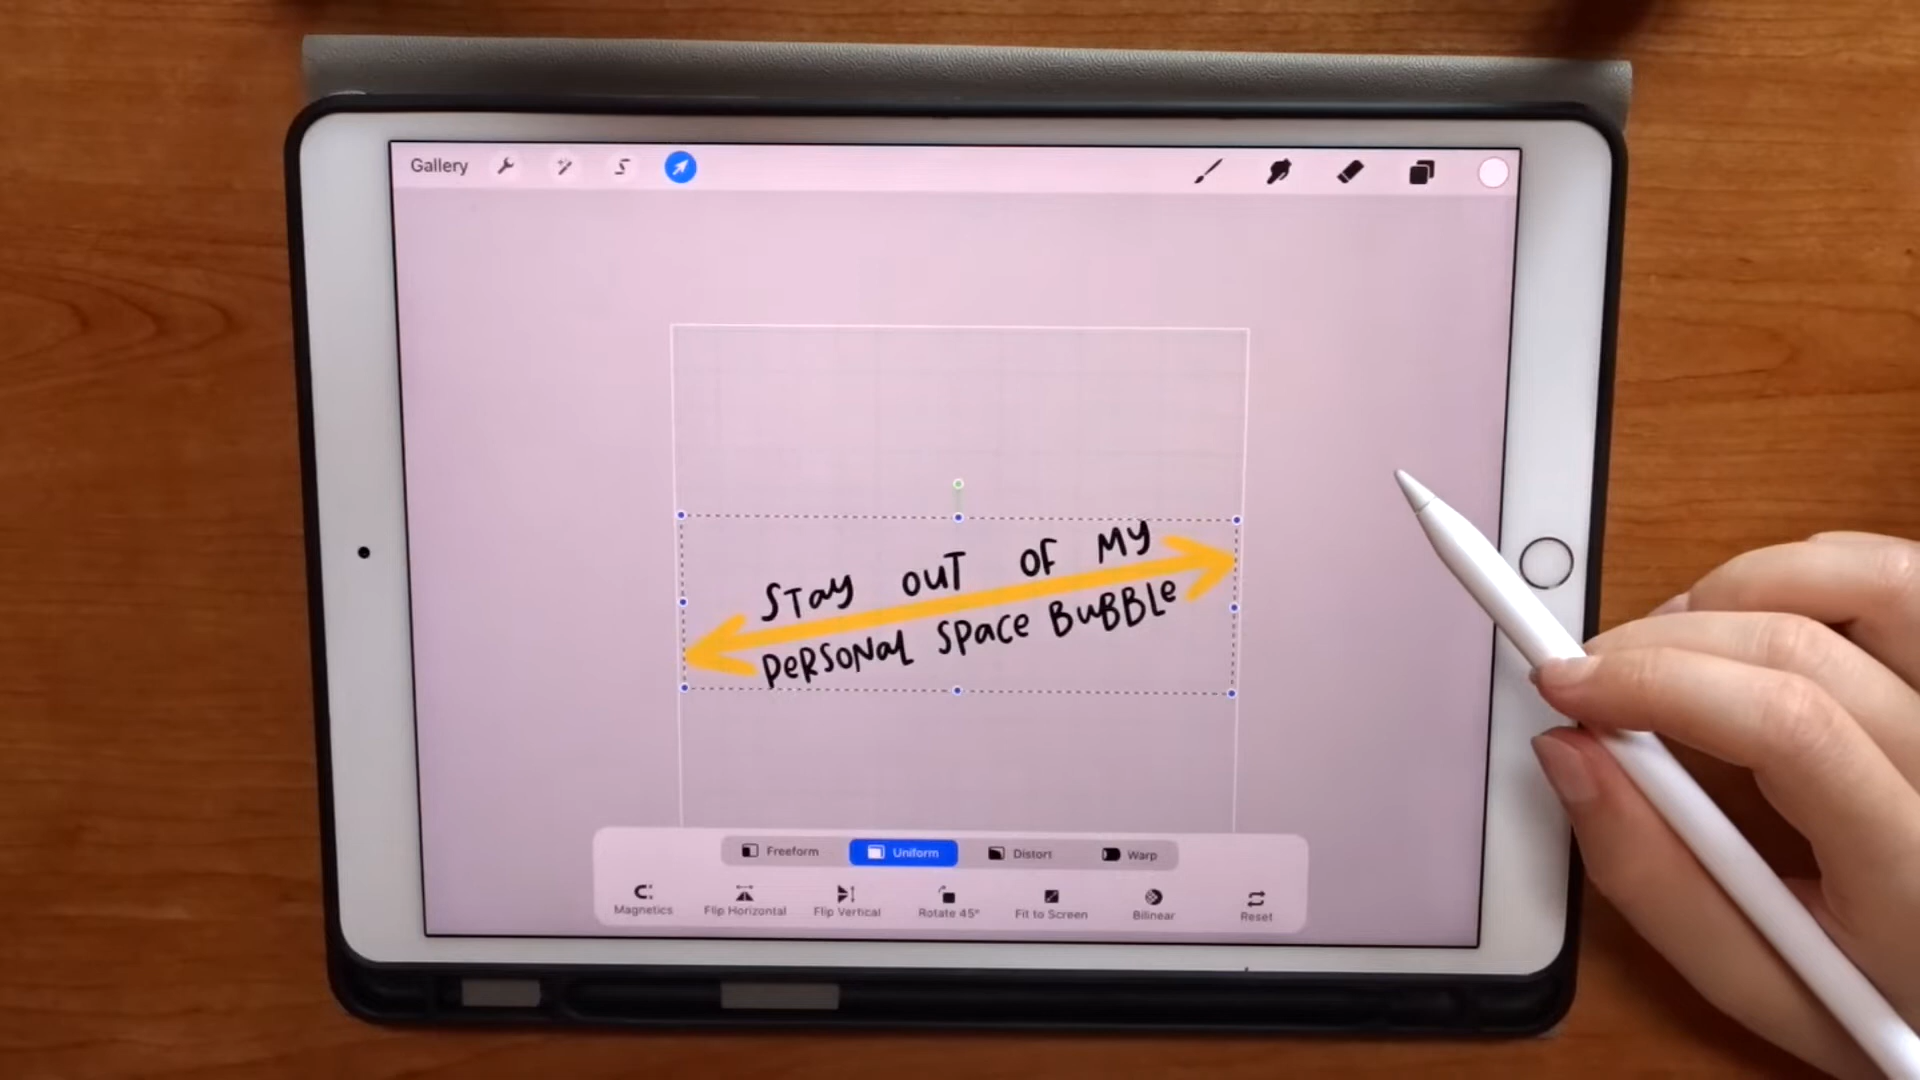 Gallery
STay OUT OF My
PeRSONal SPace BuBBLe
Freeform Uniform Distort Warp
Magnetics Flip Horizontal Flip Vertical Rotate 45° Fit to Screen Bilinear Reset